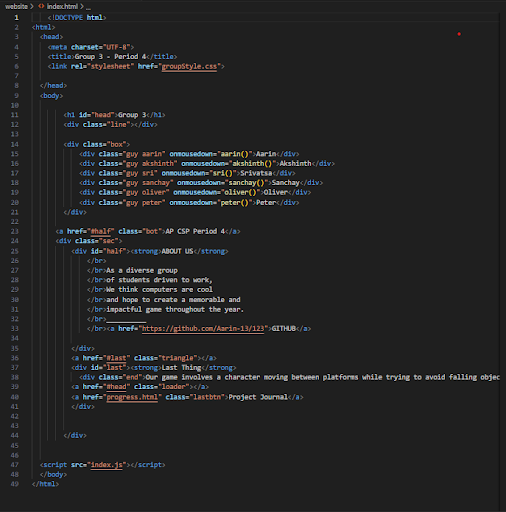 website > index.html > ...
1 <!DOCTYPE html>
2 <html>
3 <head>
4 <meta charset="UTF-8">
5 <title>Group 3 - Period 4</title>
6 <link rel="stylesheet" href="groupStyle.css">
7
8 </head>
9 <body>
10
11 <h1 id="head">Group 3</h1>
12 <div class="line"></div>
13
14 <div class="box">
15 <div class="guy aarin" onmousedown="aarin()">Aarin</div>
16 <div class="guy akshinth" onmousedown="akshinth()">Akshinth</div>
17 <div class="guy sri" onmousedown="sri()">Srivatsa</div>
18 <div class="guy sanchay" onmousedown="sanchay()">Sanchay</div>
19 <div class="guy oliver" onmousedown="oliver()">Oliver</div>
20 <div class="guy peter" onmousedown="peter()">Peter</div>
21 </div>
22
23 <a href="#half" class="bot">AP CSP Period 4</a>
24 <div class="sec">
25 <div id="half"><strong>ABOUT US</strong>
26 </br>
27 </br>As a diverse group
28 </br>of students driven to work,
29 </br>We think computers are cool
30 </br>and hope to create a memorable and
31 </br>impactful game throughout the year.
32 </br>__________
33 </br><a href="https://github.com/Aarin-13/123">GITHUB</a>
34
35 </div>
36 <a href="#last" class="triangle"></a>
37 <div id="last"><strong>Last Thing</strong>
38 <div class="end">Our game involves a character moving between platforms while trying to avoid falling objec
39 <a href="#head" class="loader"></a>
40 <a href="progress.html" class="lastbtn">Project Journal</a>
41 </div>
42
43
44 </div>
45
46
47 <script src="index.js"></script>
48 </body>
49 </html>